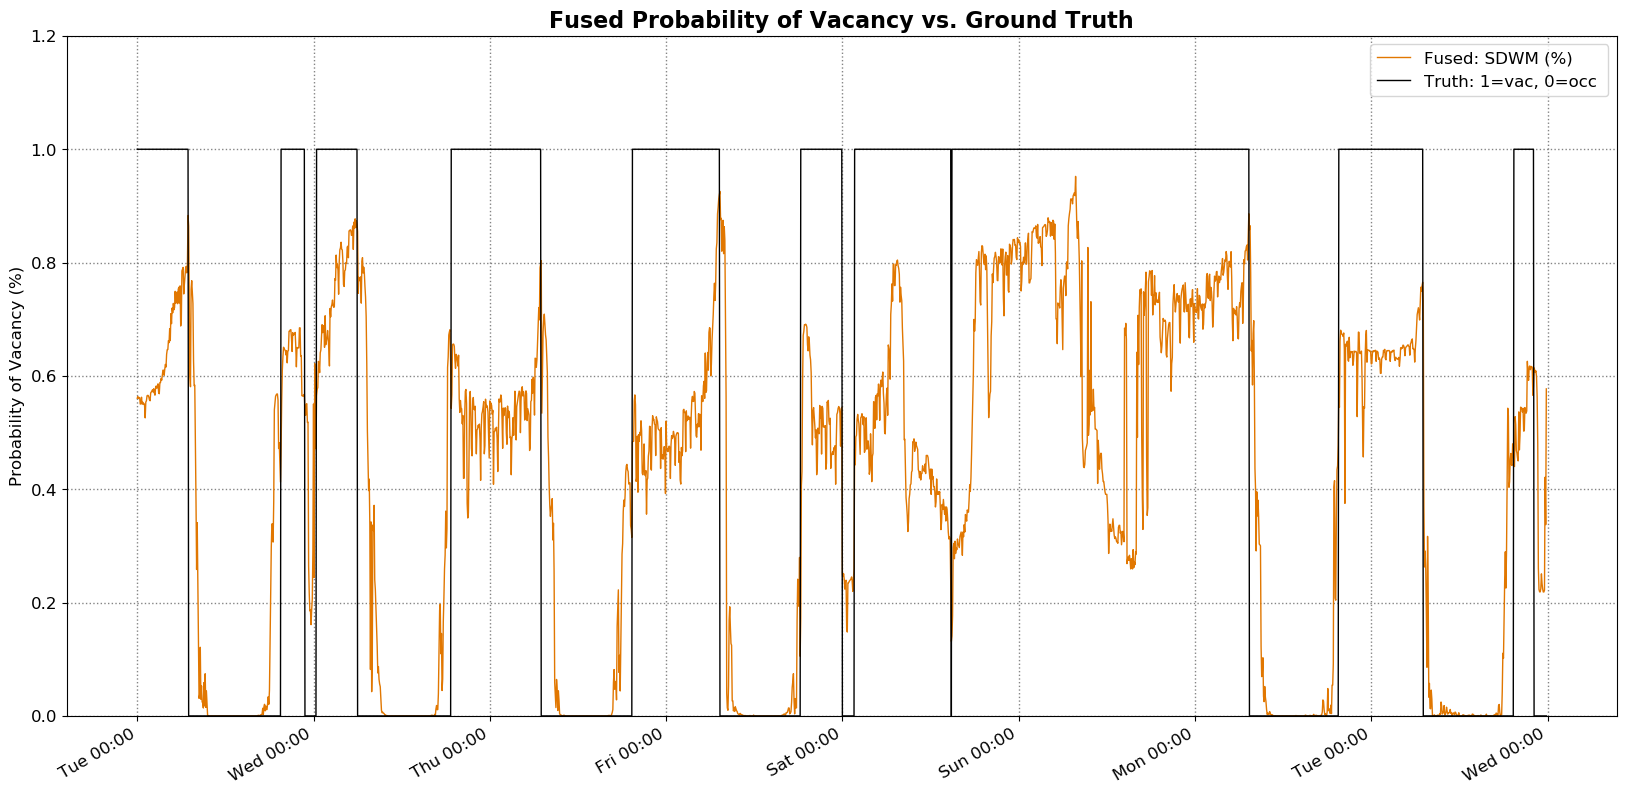 Fused Probability of Vacancy vs. Ground Truth
Fused: SDWM (%)
Truth: 1=vac, 0=occ
Probability of Vacancy (%)
1.2
1.0
0.8
0.6
0.4
0.2
0.0
Tue 00:00
Wed 00:00
Thu 00:00
Fri 00:00
Sat 00:00
Sun 00:00
Mon 00:00
Tue 00:00
Wed 00:00